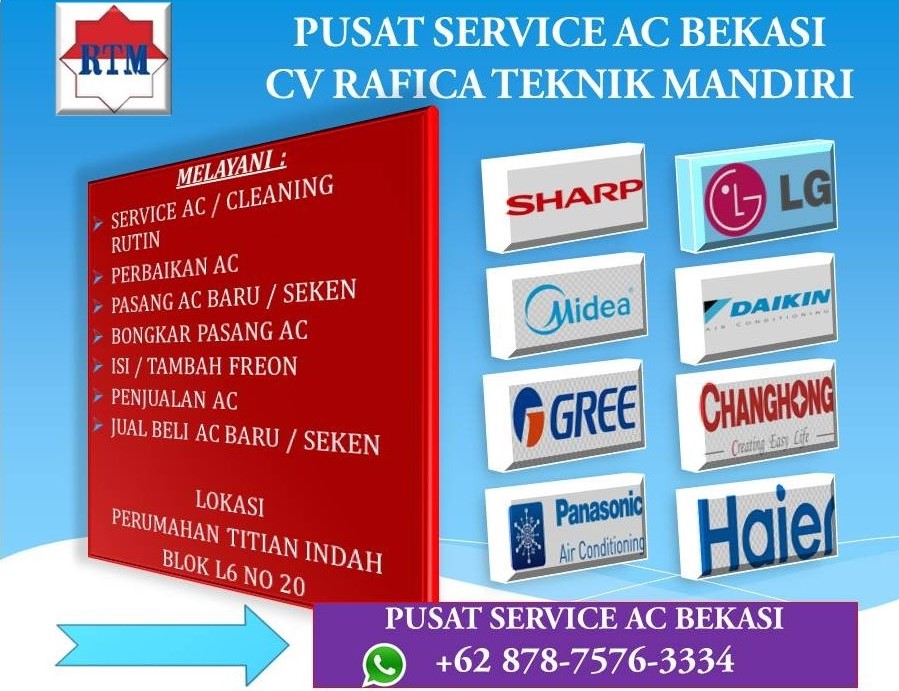 RTM
PUSAT SERVICE AC BEKASI
CV RAFICA TEKNIK MANDIRI
MELAYANI :
SERVICE AC / CLEANING
RUTIN
PERBAIKAN AC
PASANG AC BARU / SEKEN
BONGKAR PASANG AC
ISI / TAMBAH FREON
PENJUALAN AC
JUAL BELI AC BARU / SEKEN
LOKASI
PERUMAHAN TITIAN INDAH
BLOK L6 NO 20
SHARP
LG
Midea
DAIKIN
AIR CONDITIONING
GREE
CHANGHONG
Creating Easy Life
Panasonic
Air Conditioning
Haier
PUSAT SERVICE AC BEKASI
+62 878-7576-3334